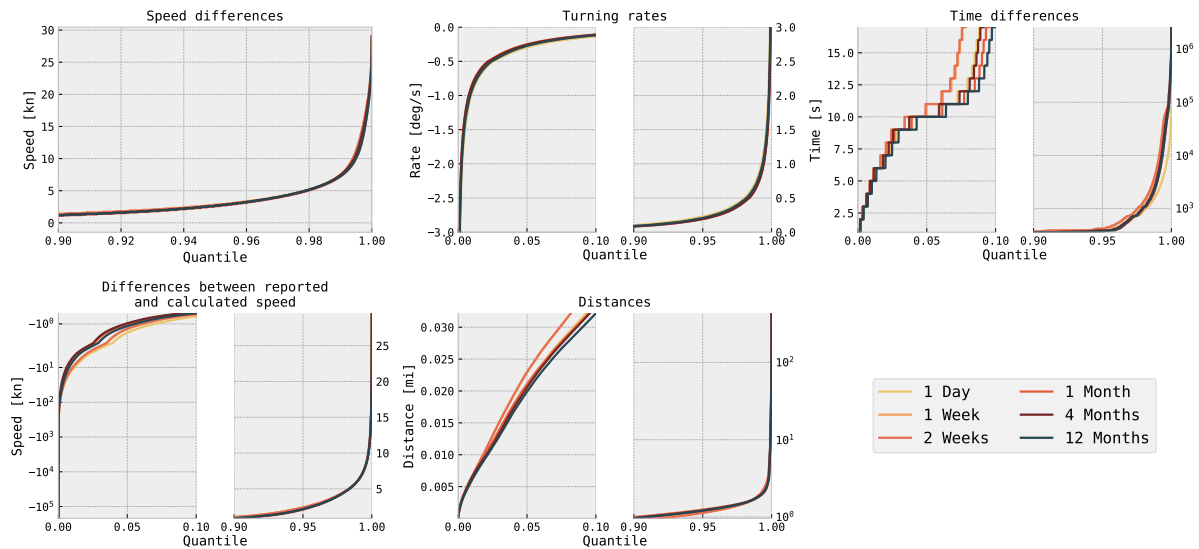 Speed differences
Turning rates
Time differences
30
25
20
15
10
5
0
Speed [kn]
0.90 0.92 0.94 0.96 0.98 1.00
Quantile
−0.0
−0.5
−1.0
−1.5
−2.0
−2.5
−3.0
Rate [deg/s]
0.00 0.05 0.10
0.90 0.95 1.00
3.0
2.5
2.0
1.5
1.0
0.5
0.0
Quantile
15.0
12.5
10.0
7.5
5.0
2.5
Time [s]
0.00 0.05 0.10
0.90 0.95 1.00
10⁶
10⁵
10⁴
10³
Quantile
Differences between reported
and calculated speed
Distances
−10⁰
−10¹
−10²
−10³
−10⁴
−10⁵
Speed [kn]
0.00 0.05 0.10
0.90 0.95 1.00
25
20
15
10
5
Quantile
0.030
0.025
0.020
0.015
0.010
0.005
Distance [mi]
0.00 0.05 0.10
0.90 0.95 1.00
10²
10¹
10⁰
Quantile
1 Day
1 Week
2 Weeks
1 Month
4 Months
12 Months